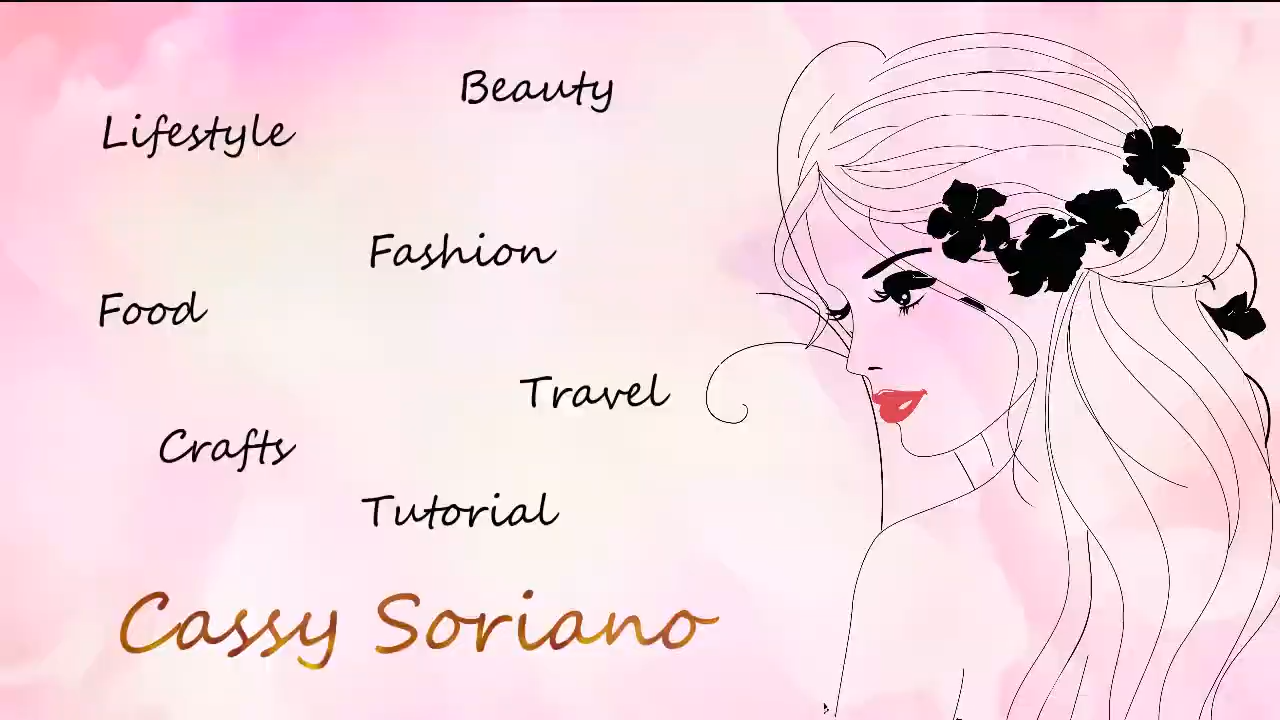 Beauty
Lifestyle
Fashion
Food
Travel
Crafts
Tutorial
Cassy Soriano